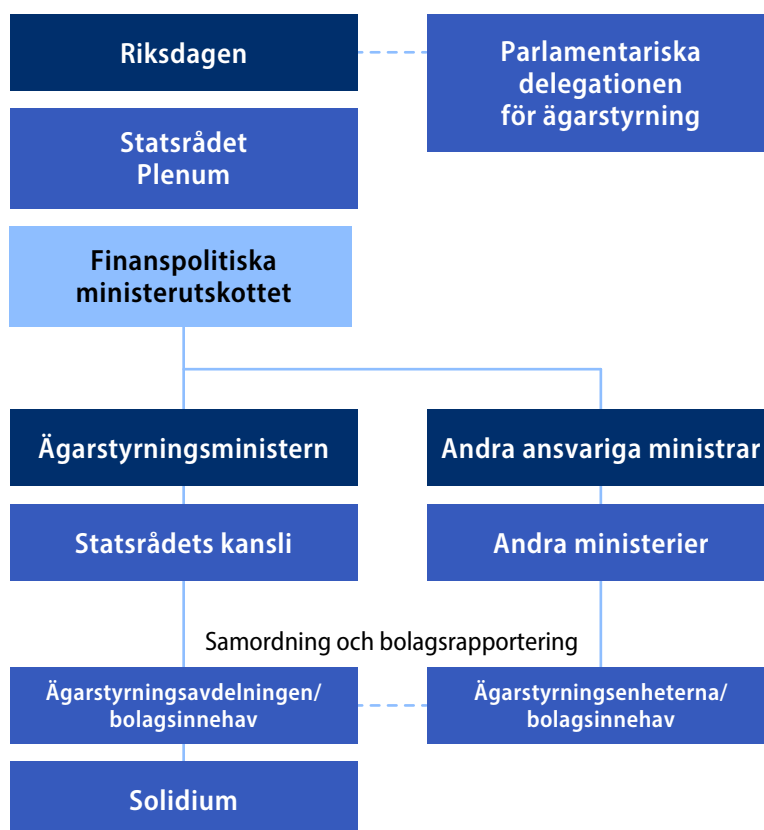 Riksdagen
Parlamentariska
delegationen
för ägarstyrning
Statsrådet
Plenum
Finanspolitiska
ministerutskottet
Ägarstyrningsministern
Andra ansvariga ministrar
Statsrådets kansli
Andra ministerier
Samordning och bolagsrapportering
Ägarstyrningsavdelningen/
bolagsinnehav
Ägarstyrningsenheterna/
bolagsinnehav
Solidium